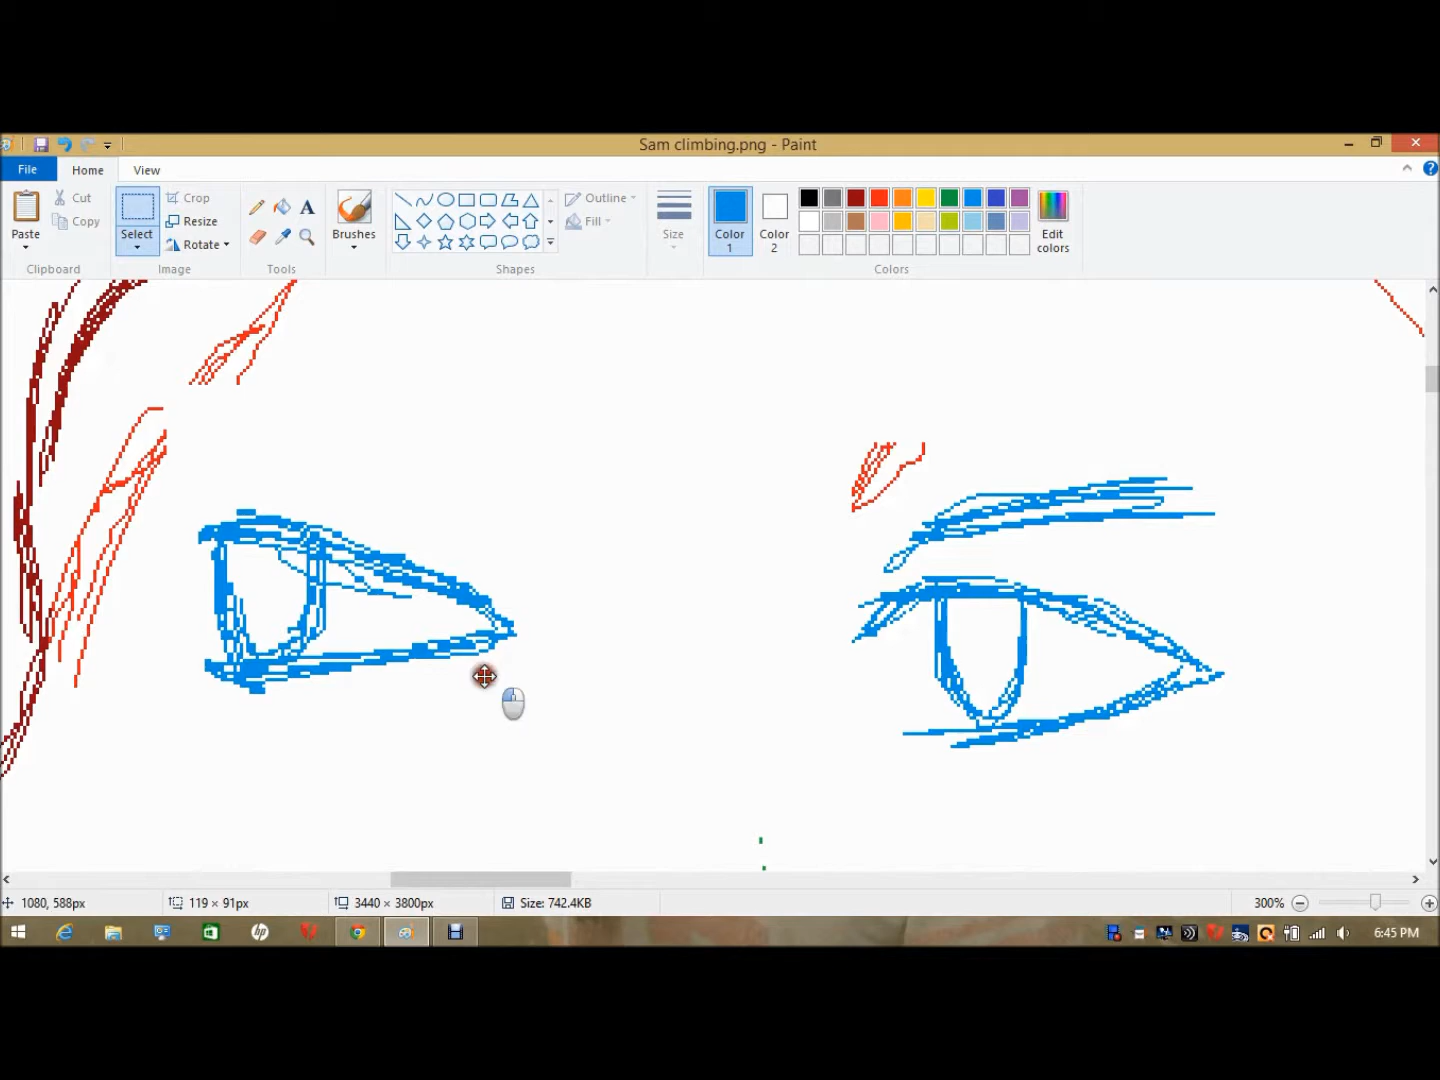 Sam climbing.png - Paint
File
Home
View
Paste
Cut
Copy
Clipboard
Select
Crop
Resize
Rotate
Image
A
Tools
Brushes
Outline
Fill
Shapes
Size
Color 1
Color 2
Edit colors
Colors
1080, 588px
119 × 91px
3440 × 3800px
Size: 742.4KB
300%
hp
6:45 PM